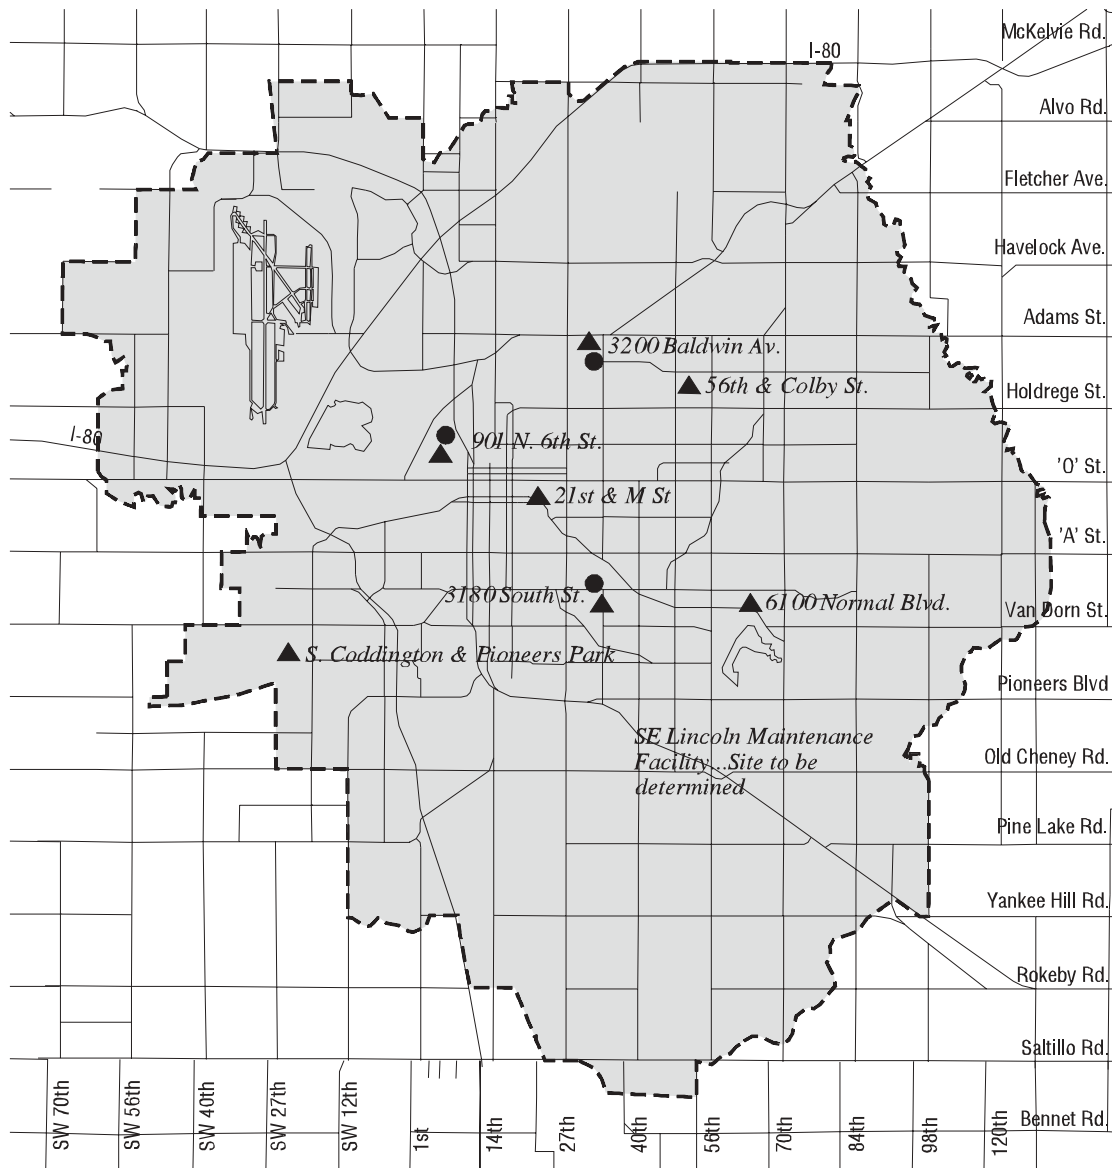 McKelvie Rd.
I-80
Alvo Rd.
Fletcher Ave.
Havelock Ave.
Adams St.
3200 Baldwin Av.
56th & Colby St.
Holdrege St.
I-80
901 N. 6th St.
'O' St.
21st & M St
'A' St.
3180 South St.
6100 Normal Blvd.
Van Dorn St.
S. Coddington & Pioneers Park
Pioneers Blvd
SE Lincoln Maintenance
Facility...Site to be
determined
Old Cheney Rd.
Pine Lake Rd.
Yankee Hill Rd.
Rokeby Rd.
Saltillo Rd.
Bennet Rd.
SW 70th
SW 56th
SW 40th
SW 27th
SW 12th
1st
14th
27th
40th
56th
70th
84th
98th
120th